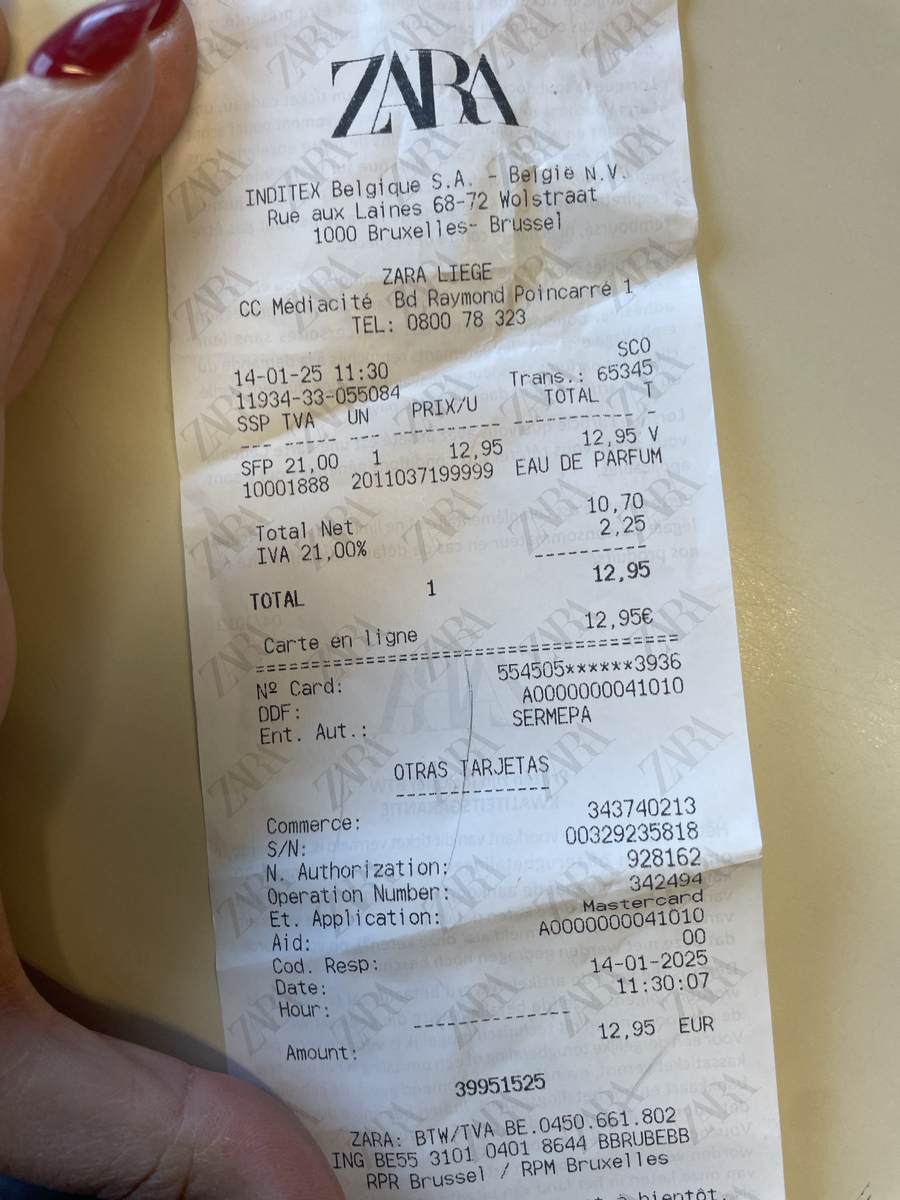 ZARA
INDITEX Belgique S.A. - België N.V.
Rue aux Laines 68-72 Wolstraat
1000 Bruxelles- Brussel
ZARA LIEGE
CC Médiacité Bd Raymond Poincarré 1
TEL: 0800 78 323
SCO
14-01-25 11:30 Trans.: 65345
11934-33-055084
SSP TVA UN PRIX/U TOTAL T
SFP 21,00 1 12,95 12,95 V
10001888 2011037199999 EAU DE PARFUM
Total Net 10,70
IVA 21,00% 2,25
TOTAL 1 12,95
Carte en ligne 12,95€
Nº Card: 554505******3936
DDF: A0000000041010
Ent. Aut.: SERMEPA
OTRAS TARJETAS
Commerce: 343740213
S/N: 00329235818
N. Authorization: 928162
Operation Number: 342494
Et. Application: Mastercard
Aid: A0000000041010
Cod. Resp: 00
Date: 14-01-2025
Hour: 11:30:07
Amount: 12,95 EUR
39951525
ZARA: BTW/TVA BE.0450.661.802
ING BE55 3101 0401 8644 BBRUBEBB
RPR Brussel / RPM Bruxelles
à bientôt.